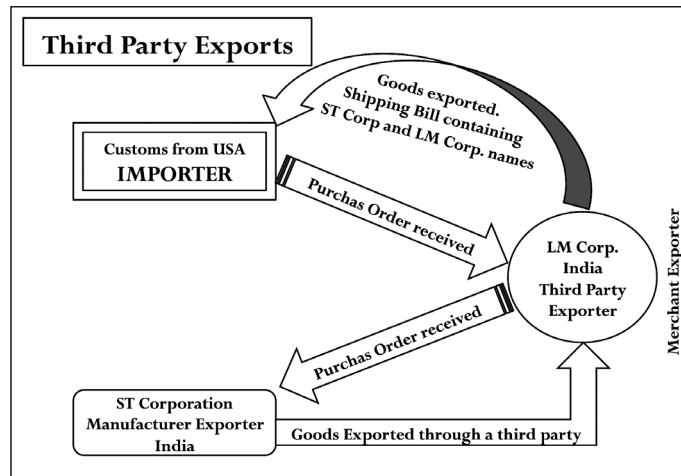 Third Party Exports
Goods exported.
Shipping Bill containing
ST Corp and LM Corp. names
Customs from USA
IMPORTER
Purchas Order received
LM Corp.
India
Third Party
Exporter
Merchant Exporter
Purchas Order received
ST Corporation
Manufacturer Exporter
India
Goods Exported through a third party